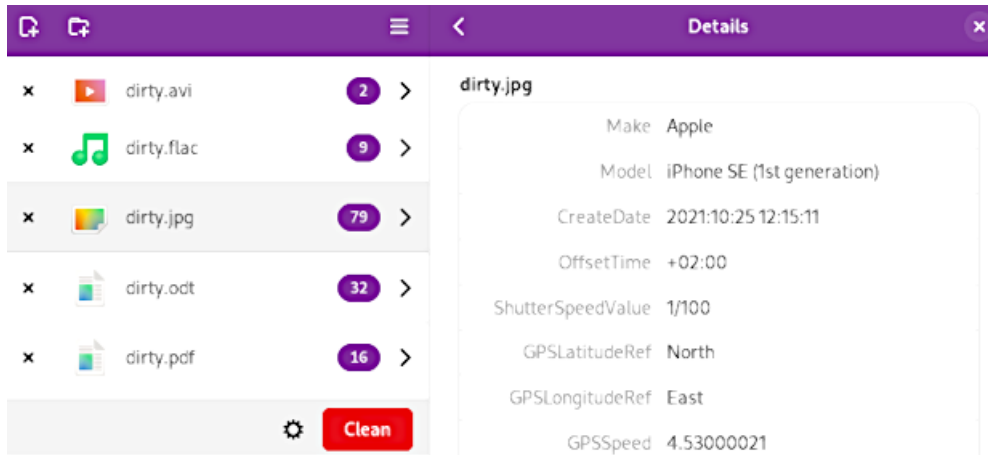 Details
dirty.avi 2
dirty.flac 9
dirty.jpg 79
dirty.odt 32
dirty.pdf 16
Clean
dirty.jpg
Make Apple
Model iPhone SE (1st generation)
CreateDate 2021:10:25 12:15:11
OffsetTime +02:00
ShutterSpeedValue 1/100
GPSLatitudeRef North
GPSLongitudeRef East
GPSSpeed 4.53000021